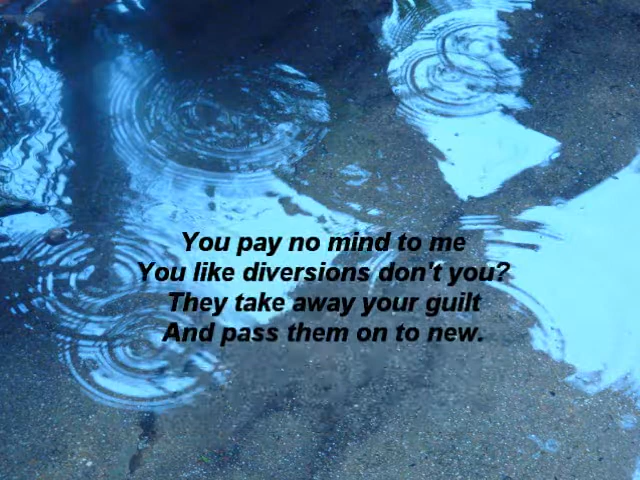 You pay no mind to me
You like diversions don't you?
They take away your guilt
And pass them on to new.